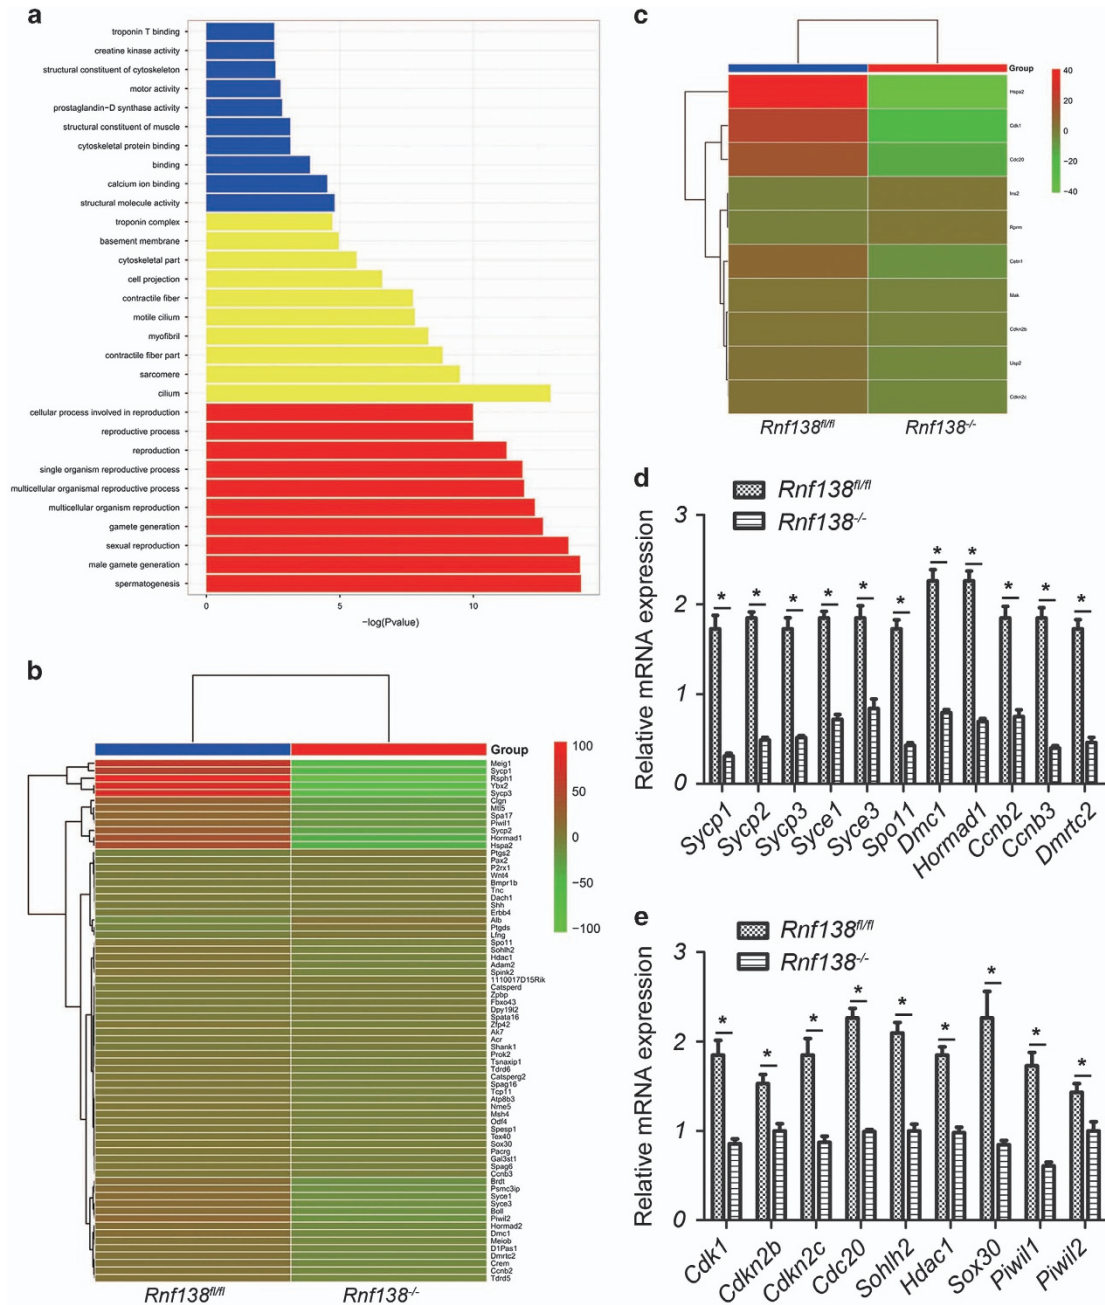 a
troponin T binding
creatine kinase activity
structural constituent of cytoskeleton
motor activity
prostaglandin−D synthase activity
structural constituent of muscle
cytoskeletal protein binding
binding
calcium ion binding
structural molecule activity
troponin complex
basement membrane
cytoskeletal part
cell projection
contractile fiber
motile cilium
myofibril
contractile fiber part
sarcomere
cilium
cellular process involved in reproduction
reproductive process
reproduction
single organism reproductive process
multicellular organismal reproductive process
multicellular organism reproduction
gamete generation
sexual reproduction
male gamete generation
spermatogenesis
0 5 10
−log(Pvalue)
b
Group
Meig1
Sycp1
Rsph1
Ybx2
Sycp3
Clgn
Mtl5
Spa17
Piwil1
Sycp2
Hormad1
Hspa2
Ptgs2
Pax2
P2rx1
Wnt4
Bmpr1b
Tnc
Dach1
Shh
Erbb4
Alb
Ptgds
Lfng
Spo11
Sohlh2
Hdac1
Adam2
Spink2
1110017D15Rik
Catsperd
Zpbp
Fbxo43
Dpy19l2
Spata16
Zfp42
Ak7
Acr
Shank1
Prok2
Tsnaxip1
Tdrd6
Catsperg2
Spag16
Tcp11
Atp8b3
Nme5
Msh4
Odf4
Spesp1
Tex40
Sox30
Pacrg
Gal3st1
Spag6
Ccnb3
Brdt
Psmc3ip
Syce1
Syce3
Boll
Piwil2
Hormad2
Dmc1
Meiob
D1Pas1
Dmrtc2
Crem
Ccnb2
Tdrd5
100
50
0
−50
−100
Rnf138fl/fl Rnf138-/-
c
Group
Hspa2
Cdk1
Cdc20
Ins2
Rprm
Mak
Cdkn2b
Usp2
Cdkn2c
40
20
0
−20
−40
Rnf138fl/fl Rnf138-/-
d
Rnf138fl/fl
Rnf138-/-
Relative mRNA expression
3
2
1
0
* * * * * * * * * * *
Sycp1 Sycp2 Sycp3 Syce1 Syce3 Spo11 Dmc1 Hormad1 Ccnb2 Ccnb3 Dmrtc2
e
Rnf138fl/fl
Rnf138-/-
Relative mRNA expression
3
2
1
0
* * * * * * * * *
Cdk1 Cdkn2b Cdkn2c Cdc20 Sohlh2 Hdac1 Sox30 Piwil1 Piwil2